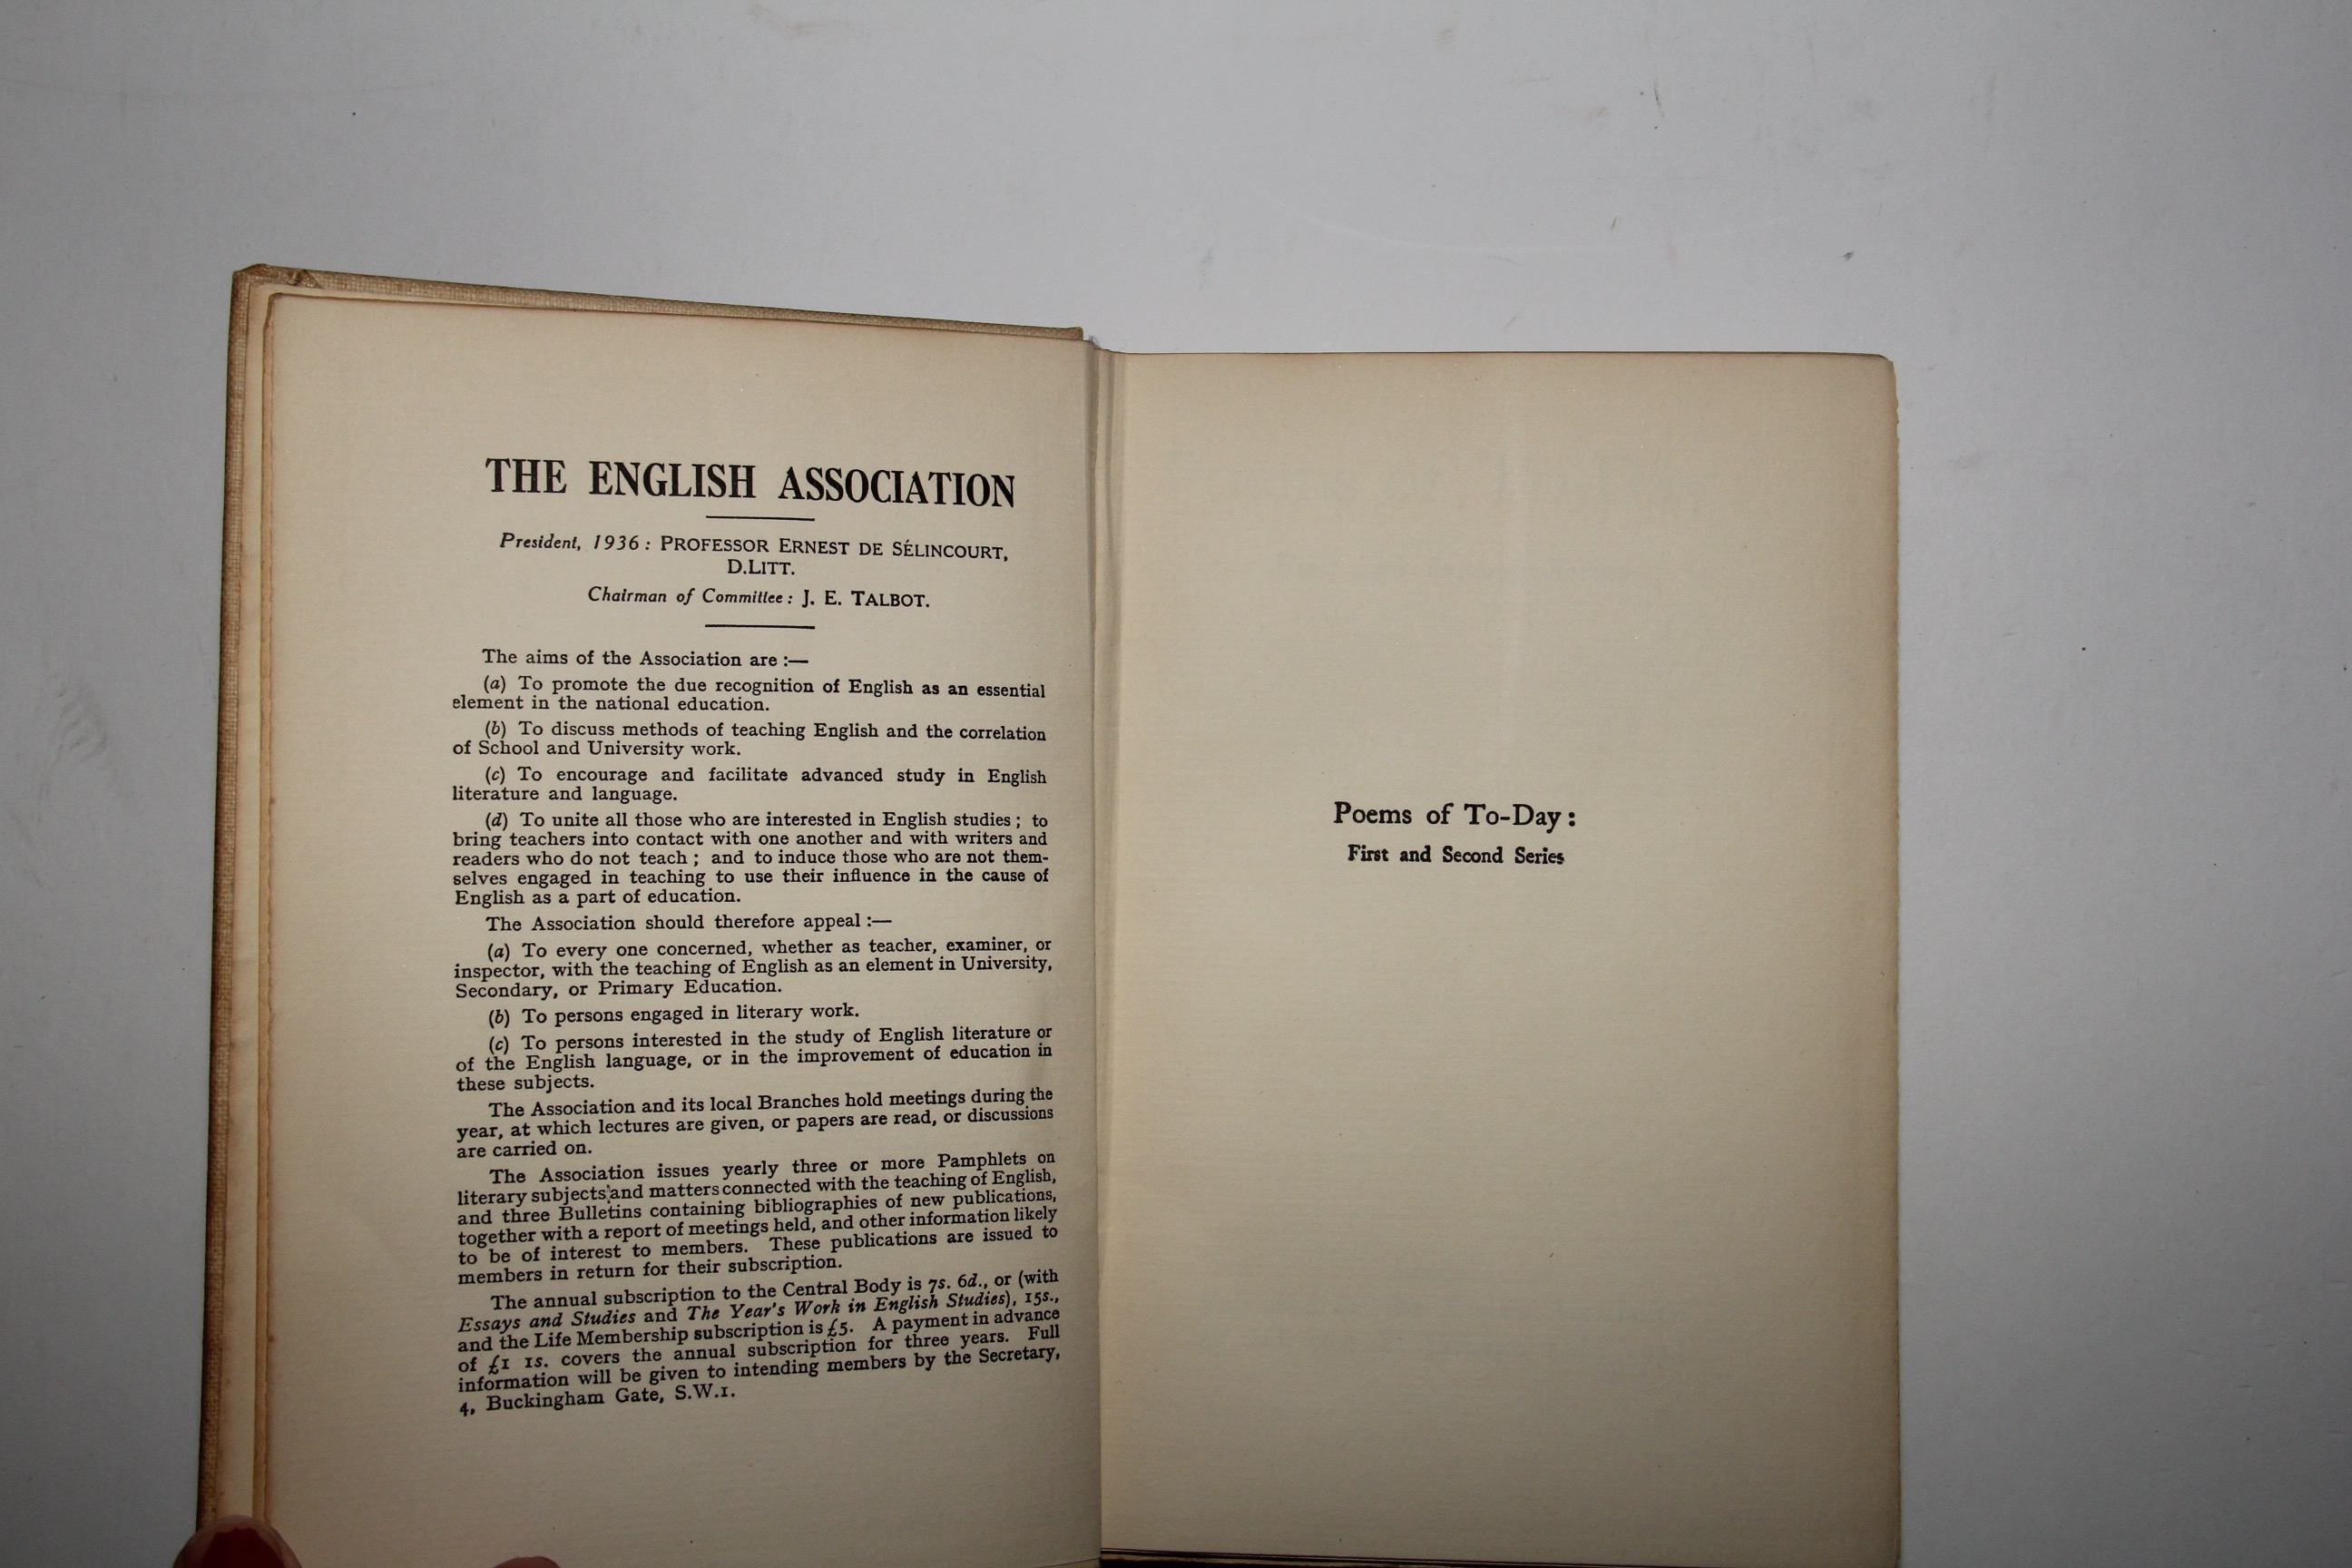 THE ENGLISH ASSOCIATION
President, 1936 : PROFESSOR ERNEST DE SÉLINCOURT,
D.LITT.
Chairman of Committee : J. E. TALBOT.
The aims of the Association are :—
(a) To promote the due recognition of English as an essential
element in the national education.
(b) To discuss methods of teaching English and the correlation
of School and University work.
(c) To encourage and facilitate advanced study in English
literature and language.
(d) To unite all those who are interested in English studies ; to
bring teachers into contact with one another and with writers and
readers who do not teach ; and to induce those who are not them-
selves engaged in teaching to use their influence in the cause of
English as a part of education.
The Association should therefore appeal :—
(a) To every one concerned, whether as teacher, examiner, or
inspector, with the teaching of English as an element in University,
Secondary, or Primary Education.
(b) To persons engaged in literary work.
(c) To persons interested in the study of English literature or
of the English language, or in the improvement of education in
these subjects.
The Association and its local Branches hold meetings during the
year, at which lectures are given, or papers are read, or discussions
are carried on.
The Association issues yearly three or more Pamphlets on
literary subjects and matters connected with the teaching of English,
and three Bulletins containing bibliographies of new publications,
together with a report of meetings held, and other information likely
to be of interest to members. These publications are issued to
members in return for their subscription.
The annual subscription to the Central Body is 7s. 6d., or (with
Essays and Studies and The Year's Work in English Studies), 15s.,
and the Life Membership subscription is £5. A payment in advance
of £1 1s. covers the annual subscription for three years. Full
information will be given to intending members by the Secretary,
4, Buckingham Gate, S.W.1.
Poems of To-Day :
First and Second Series